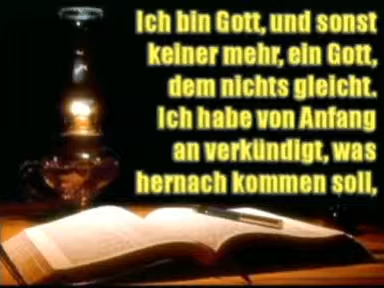 Ich bin Gott, und sonst
keiner mehr, ein Gott,
dem nichts gleicht.
Ich habe von Anfang
an verkündigt, was
hernach kommen soll,